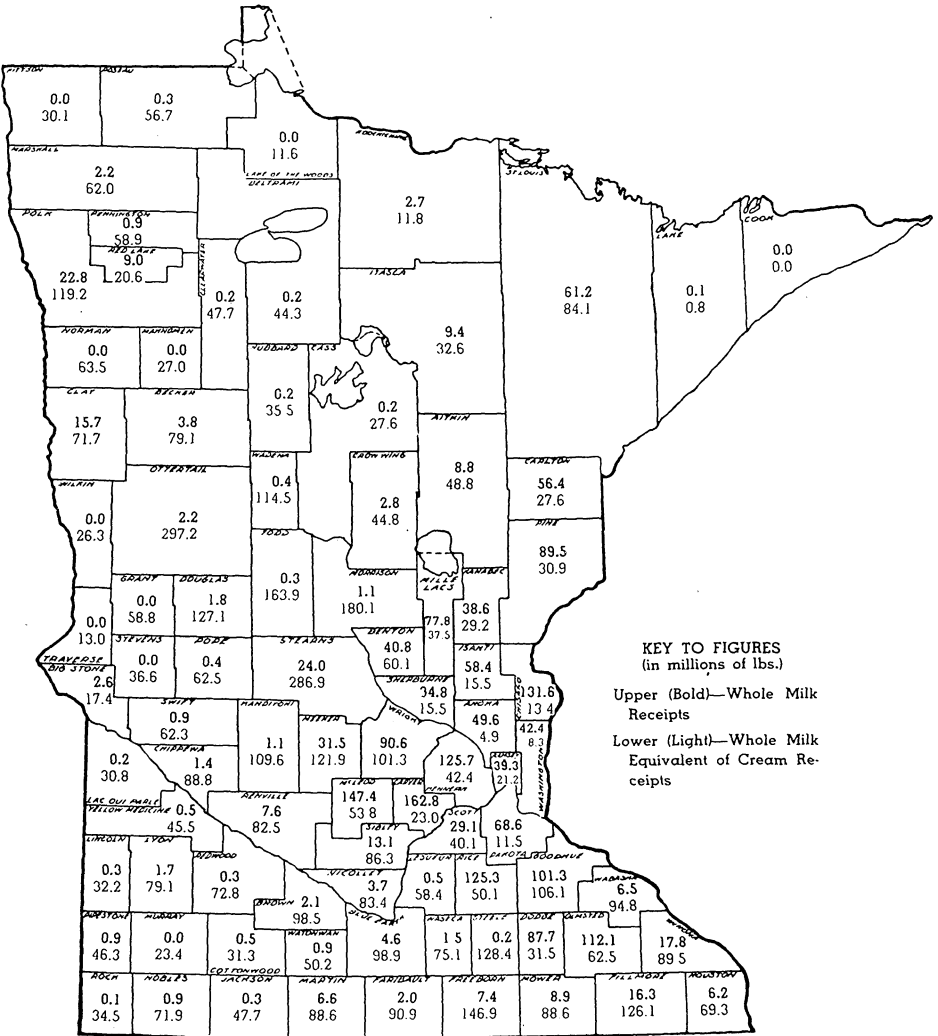 KITTSON
ROSEAU
0.0
30.1
0.3
56.7
0.0
11.6
LAKE OF THE WOODS
MARSHALL
2.2
62.0
BELTRAMI
KOOCHICHING
2.7
11.8
ST. LOUIS
61.2
84.1
LAKE
0.1
0.8
COOK
0.0
0.0
POLK
22.8
119.2
PENNINGTON
0.9
58.9
RED LAKE
9.0
20.6
CLEARWATER
0.2
47.7
0.2
44.3
ITASCA
9.4
32.6
NORMAN
0.0
63.5
MAHNOMEN
0.0
27.0
HUBBARD
0.2
35.5
CASS
0.2
27.6
CLAY
15.7
71.7
BECKER
3.8
79.1
AITKIN
8.8
48.8
WADENA
0.4
114.5
CROW WING
2.8
44.8
CARLTON
56.4
27.6
WILKIN
0.0
26.3
OTTERTAIL
2.2
297.2
TODD
0.3
163.9
MORRISON
1.1
180.1
MILLE
LACS
77.8
37.5
KANABEC
38.6
29.2
PINE
89.5
30.9
GRANT
0.0
58.8
DOUGLAS
1.8
127.1
0.0
13.0
TRAVERSE
STEVENS
0.0
36.6
POPE
0.4
62.5
STEARNS
24.0
286.9
BENTON
40.8
60.1
ISANTI
58.4
15.5
CHISAGO
131.6
13.4
BIG STONE
2.6
17.4
SWIFT
0.9
62.3
KANDIYOHI
1.1
109.6
MEEKER
31.5
121.9
WRIGHT
90.6
101.3
SHERBURNE
34.8
15.5
ANOKA
49.6
4.9
42.4
8.3
WASHINGTON
RAMSEY
39.3
21.2
0.2
30.8
LAC QUI PARLE
CHIPPEWA
1.4
88.8
RENVILLE
7.6
82.5
McLEOD
147.4
53.8
CARVER
162.8
23.0
125.7
42.4
HENNEPIN
YELLOW MEDICINE
0.5
45.5
SIBLEY
13.1
86.3
SCOTT
29.1
40.1
68.6
11.5
DAKOTA
LINCOLN
0.3
32.2
LYON
1.7
79.1
REDWOOD
0.3
72.8
BROWN
2.1
98.5
NICOLLET
3.7
83.4
LESUEUR
0.5
58.4
RICE
125.3
50.1
GOODHUE
101.3
106.1
WABASHA
6.5
94.8
PIPESTONE
0.9
46.3
MURRAY
0.0
23.4
0.5
31.3
COTTONWOOD
WATONWAN
0.9
50.2
BLUE EARTH
4.6
98.9
WASECA
1.5
75.1
STEELE
0.2
128.4
DODGE
87.7
31.5
OLMSTED
112.1
62.5
WINONA
17.8
89.5
ROCK
0.1
34.5
NOBLES
0.9
71.9
JACKSON
0.3
47.7
MARTIN
6.6
88.6
FARIBAULT
2.0
90.9
FREEBORN
7.4
146.9
MOWER
8.9
88.6
FILLMORE
16.3
126.1
HOUSTON
6.2
69.3
KEY TO FIGURES
(in millions of lbs.)
Upper (Bold)—Whole Milk
Receipts
Lower (Light)—Whole Milk
Equivalent of Cream Re-
ceipts